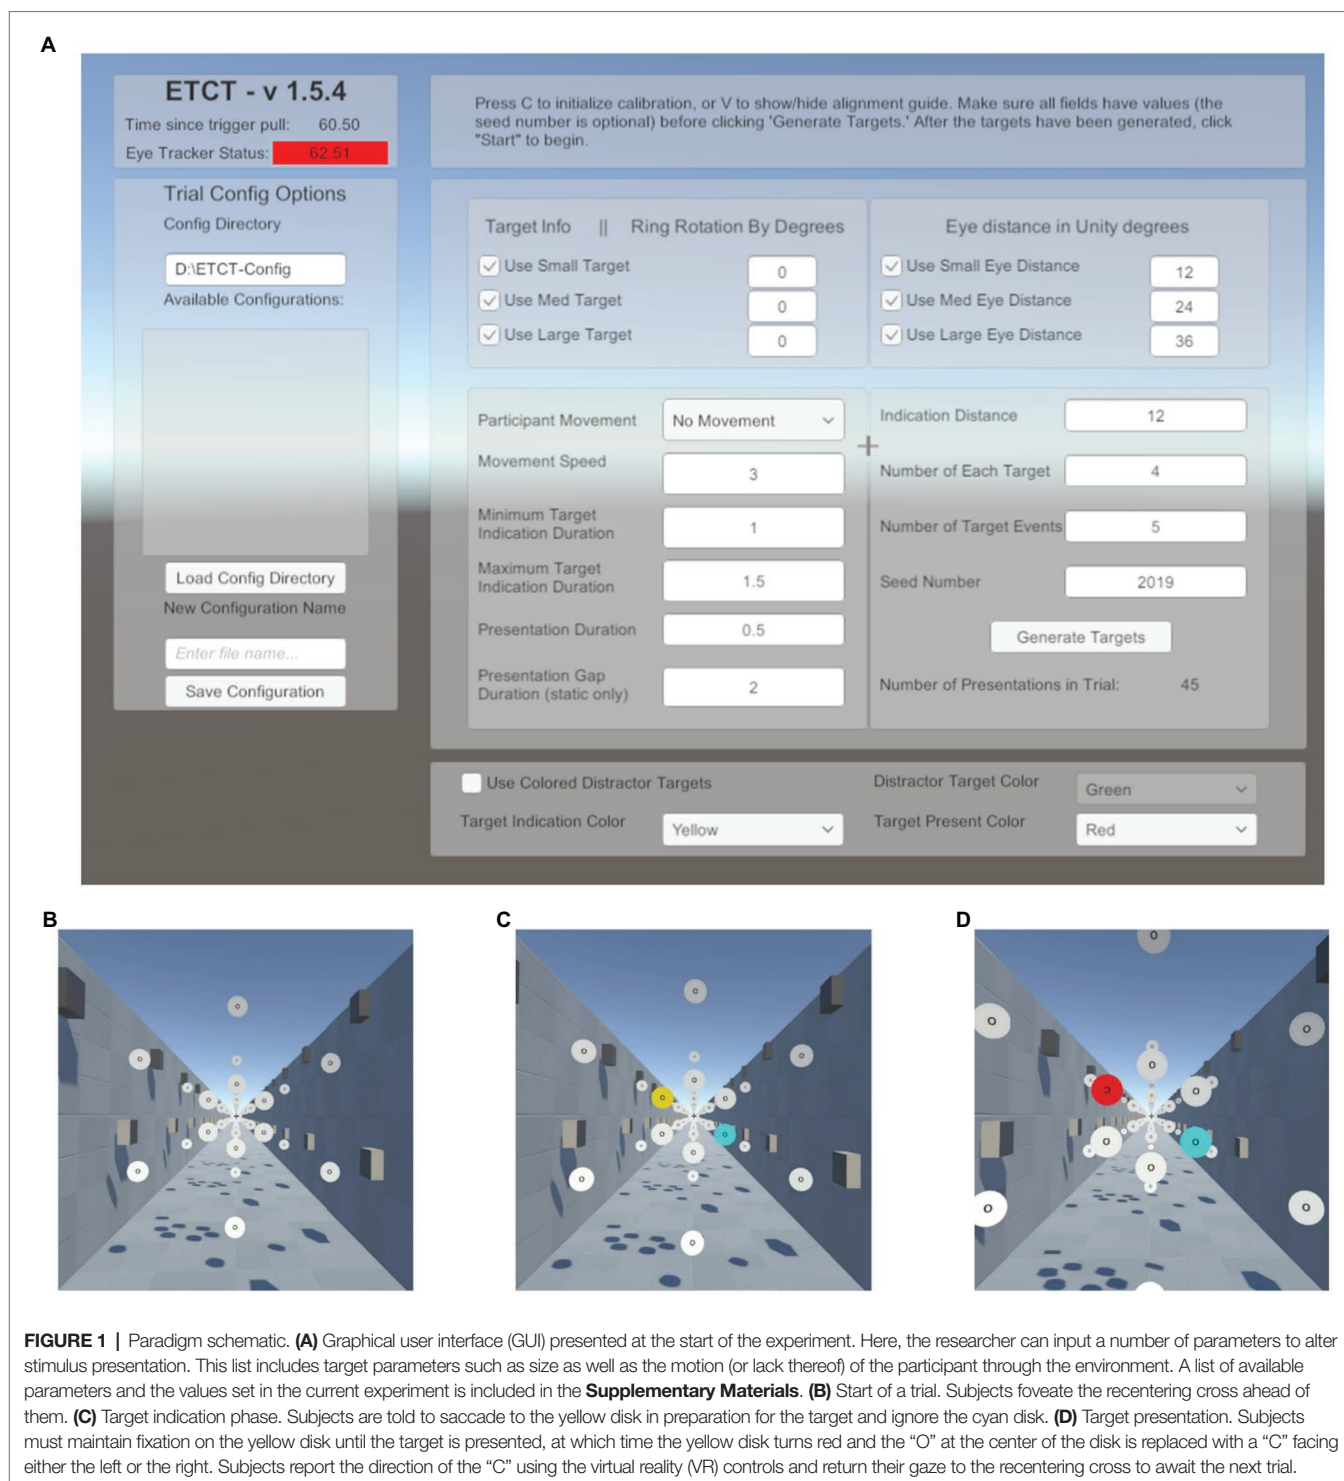 A
ETCT - v 1.5.4
Time since trigger pull: 60.50
Eye Tracker Status: 62.51
Press C to initialize calibration, or V to show/hide alignment guide. Make sure all fields have values (the
seed number is optional) before clicking 'Generate Targets.' After the targets have been generated, click
"Start" to begin.
Trial Config Options
Config Directory
D:\ETCT-Config
Available Configurations:
Load Config Directory
New Configuration Name
Enter file name...
Save Configuration
Target Info || Ring Rotation By Degrees
Use Small Target 0
Use Med Target 0
Use Large Target 0
Eye distance in Unity degrees
Use Small Eye Distance 12
Use Med Eye Distance 24
Use Large Eye Distance 36
Participant Movement No Movement
Movement Speed 3
Minimum Target
Indication Duration 1
Maximum Target
Indication Duration 1.5
Presentation Duration 0.5
Presentation Gap
Duration (static only) 2
Indication Distance 12
Number of Each Target 4
Number of Target Events 5
Seed Number 2019
Generate Targets
Number of Presentations in Trial: 45
Use Colored Distractor Targets
Distractor Target Color Green
Target Indication Color Yellow
Target Present Color Red
B
C
D
FIGURE 1 | Paradigm schematic. (A) Graphical user interface (GUI) presented at the start of the experiment. Here, the researcher can input a number of parameters to alter
stimulus presentation. This list includes target parameters such as size as well as the motion (or lack thereof) of the participant through the environment. A list of available
parameters and the values set in the current experiment is included in the Supplementary Materials. (B) Start of a trial. Subjects foveate the recentering cross ahead of
them. (C) Target indication phase. Subjects are told to saccade to the yellow disk in preparation for the target and ignore the cyan disk. (D) Target presentation. Subjects
must maintain fixation on the yellow disk until the target is presented, at which time the yellow disk turns red and the “O” at the center of the disk is replaced with a “C” facing
either the left or the right. Subjects report the direction of the “C” using the virtual reality (VR) controls and return their gaze to the recentering cross to await the next trial.